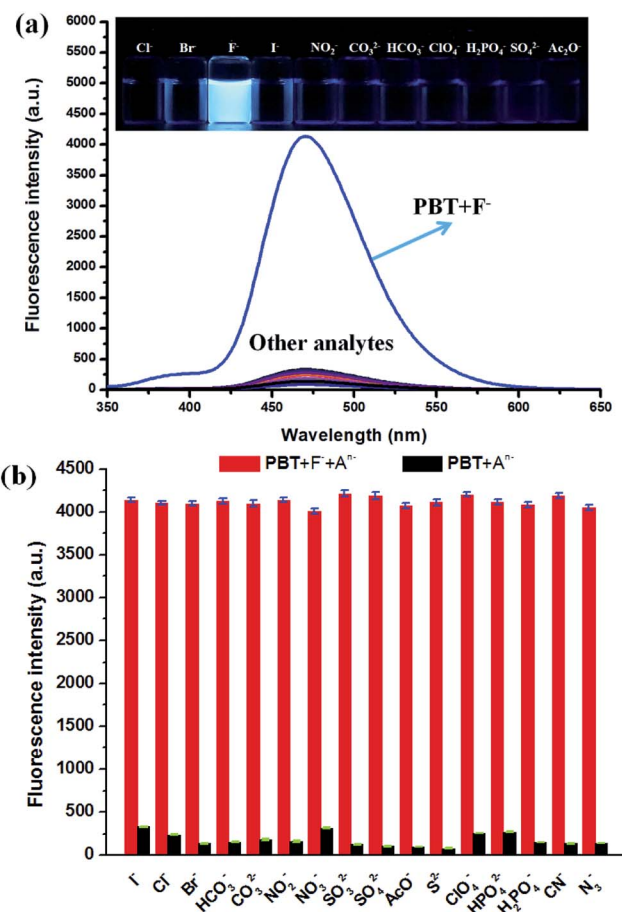 (a)
Cl⁻ Br⁻ F⁻ I⁻ NO₂⁻ CO₃²⁻ HCO₃⁻ ClO₄⁻ H₂PO₄⁻ SO₄²⁻ Ac₂O⁻
6000
5500
5000
4500
4000
3500
3000
2500
2000
1500
1000
500
0
Fluorescence intensity (a.u.)
PBT+F⁻
Other analytes
350 400 450 500 550 600 650
Wavelength (nm)
(b)
PBT+F⁻+Aⁿ⁻ PBT+Aⁿ⁻
4500
4000
3500
3000
2500
2000
1500
1000
500
0
Fluorescence intensity (a.u.)
I⁻ Cl⁻ Br⁻ HCO₃⁻ CO₃²⁻ NO₂⁻ NO₃⁻ SO₃²⁻ SO₄²⁻ AcO⁻ S²⁻ ClO₄⁻ HPO₄²⁻ H₂PO₄⁻ CN⁻ N₃⁻